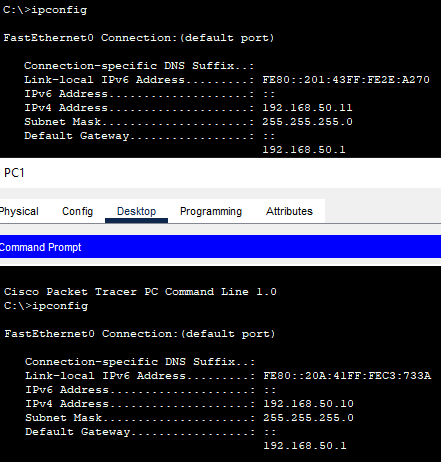 C:\>ipconfig
FastEthernet0 Connection:(default port)
Connection-specific DNS Suffix..:
Link-local IPv6 Address.........: FE80::201:43FF:FE2E:A270
IPv6 Address....................: ::
IPv4 Address....................: 192.168.50.11
Subnet Mask.....................: 255.255.255.0
Default Gateway.................: ::
192.168.50.1
PC1
Physical Config Desktop Programming Attributes
Command Prompt
Cisco Packet Tracer PC Command Line 1.0
C:\>ipconfig
FastEthernet0 Connection:(default port)
Connection-specific DNS Suffix..:
Link-local IPv6 Address.........: FE80::20A:41FF:FEC3:733A
IPv6 Address....................: ::
IPv4 Address....................: 192.168.50.10
Subnet Mask.....................: 255.255.255.0
Default Gateway.................: ::
192.168.50.1